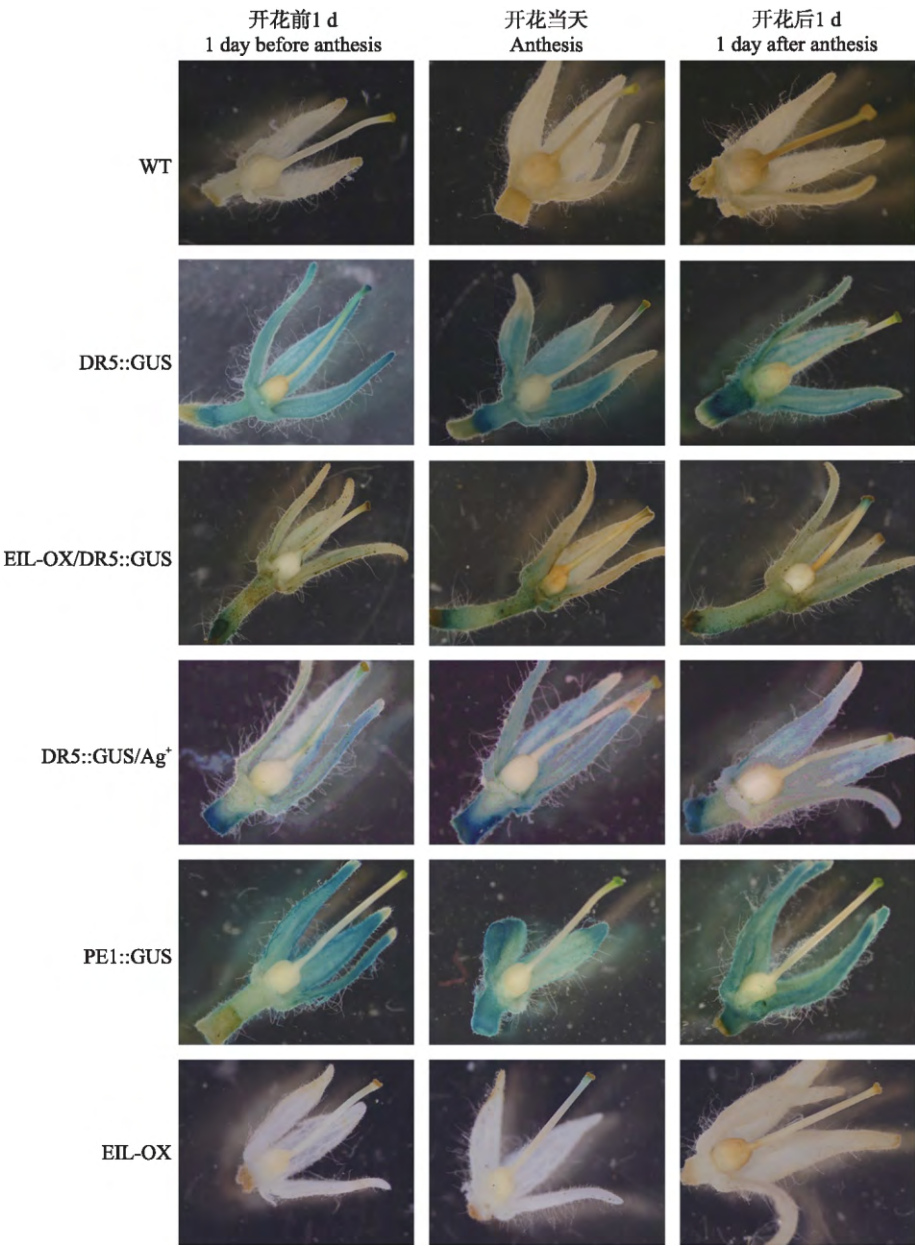 开花前1 d
1 day before anthesis
开花当天
Anthesis
开花后1 d
1 day after anthesis
WT
DR5::GUS
EIL-OX/DR5::GUS
DR5::GUS/Ag⁺
PE1::GUS
EIL-OX